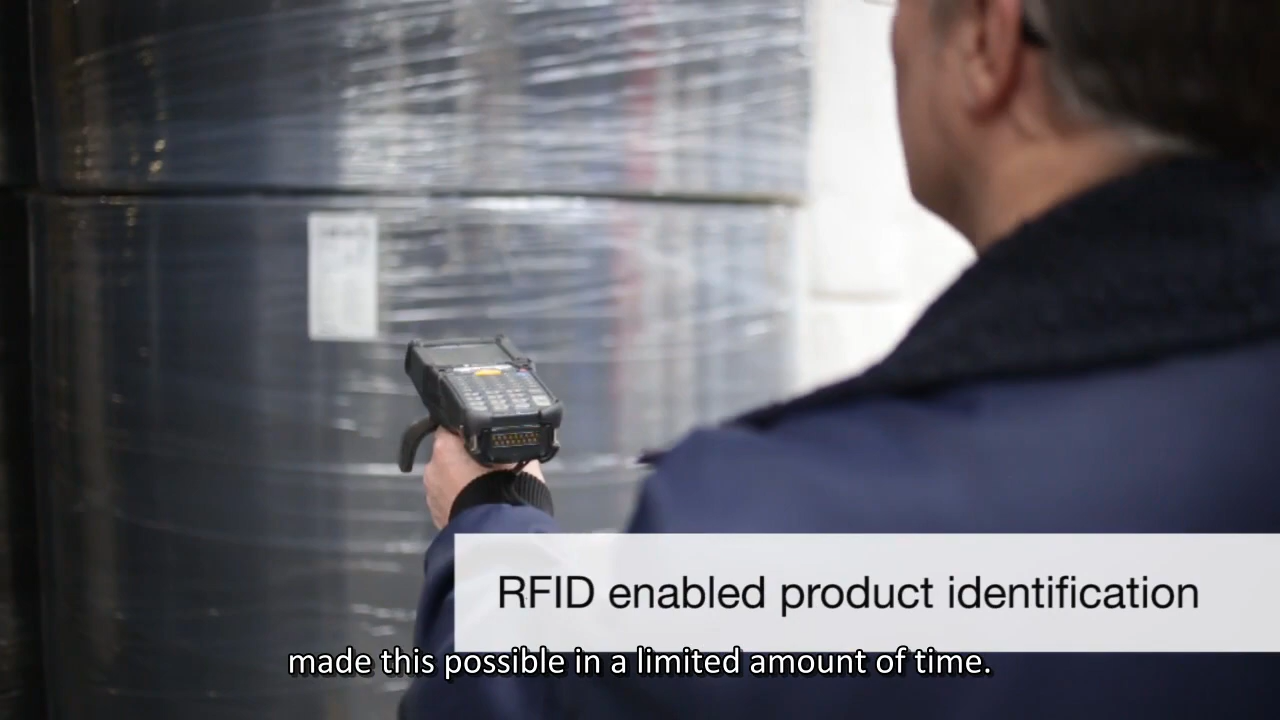 RFID enabled product identification
made this possible in a limited amount of time.